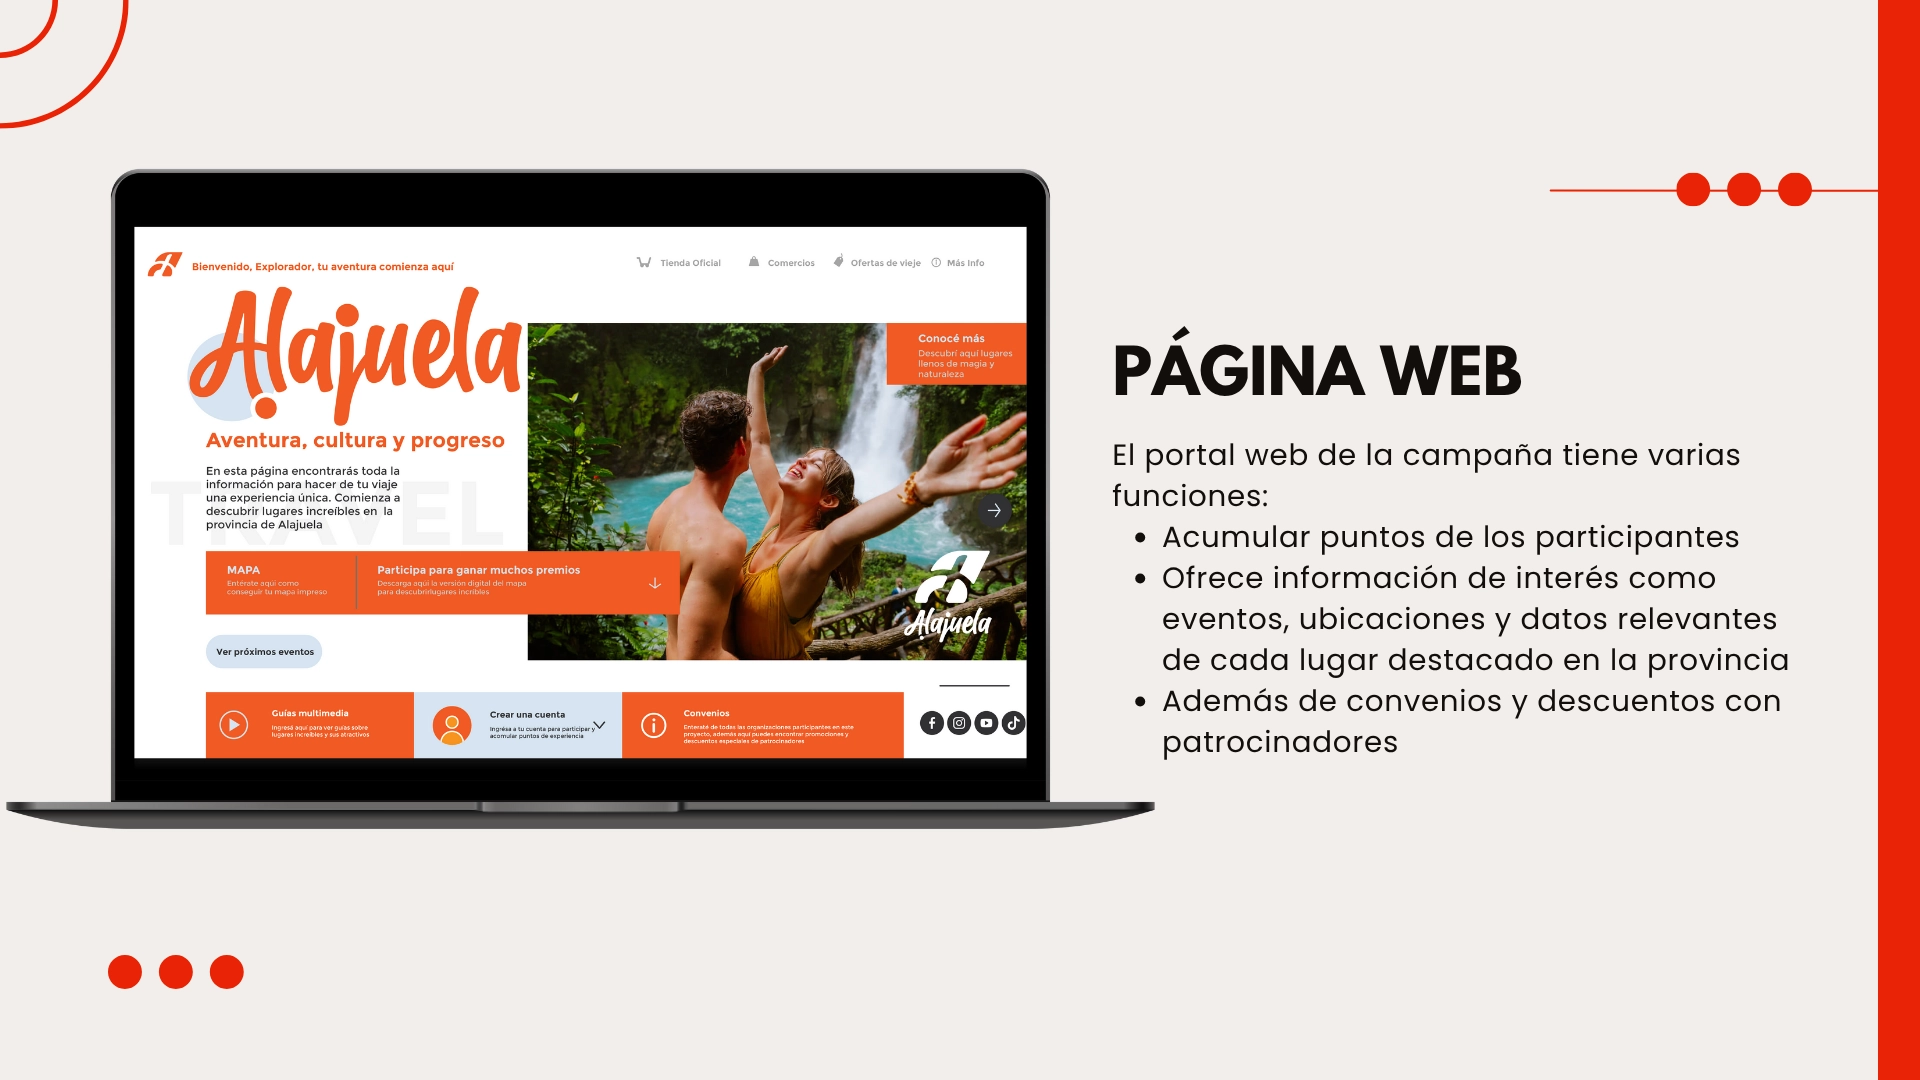 Bienvenido, Explorador, tu aventura comienza aquí
Tienda Oficial
Comercios
Ofertas de vieje
Más Info
Alajuela
Aventura, cultura y progreso
TRAVEL
En esta página encontrarás toda la
información para hacer de tu viaje
una experiencia única. Comienza a
descubrir lugares increíbles en la
provincia de Alajuela
Conocé más
Descubrí aquí lugares
llenos de magia y
naturaleza
MAPA
Entérate aquí como
conseguir tu mapa impreso
Participa para ganar muchos premios
Descarga aquí la versión digital del mapa
para descubrirlugares incribles
Alajuela
Ver próximos eventos
Guías multimedia
Ingresá aquí para ver guías sobre
lugares increíbles y sus atractivos
Crear una cuenta
Ingrésa a tu cuenta para participar y
acomular puntos de experiencia
Convenios
Enteraté de todas las organizaciones participantes en este
proyecto, además aquí puedes encontrar promociones y
descuentos especiales de patrocinadores
PÁGINA WEB
El portal web de la campaña tiene varias
funciones:
Acumular puntos de los participantes
Ofrece información de interés como
eventos, ubicaciones y datos relevantes
de cada lugar destacado en la provincia
Además de convenios y descuentos con
patrocinadores